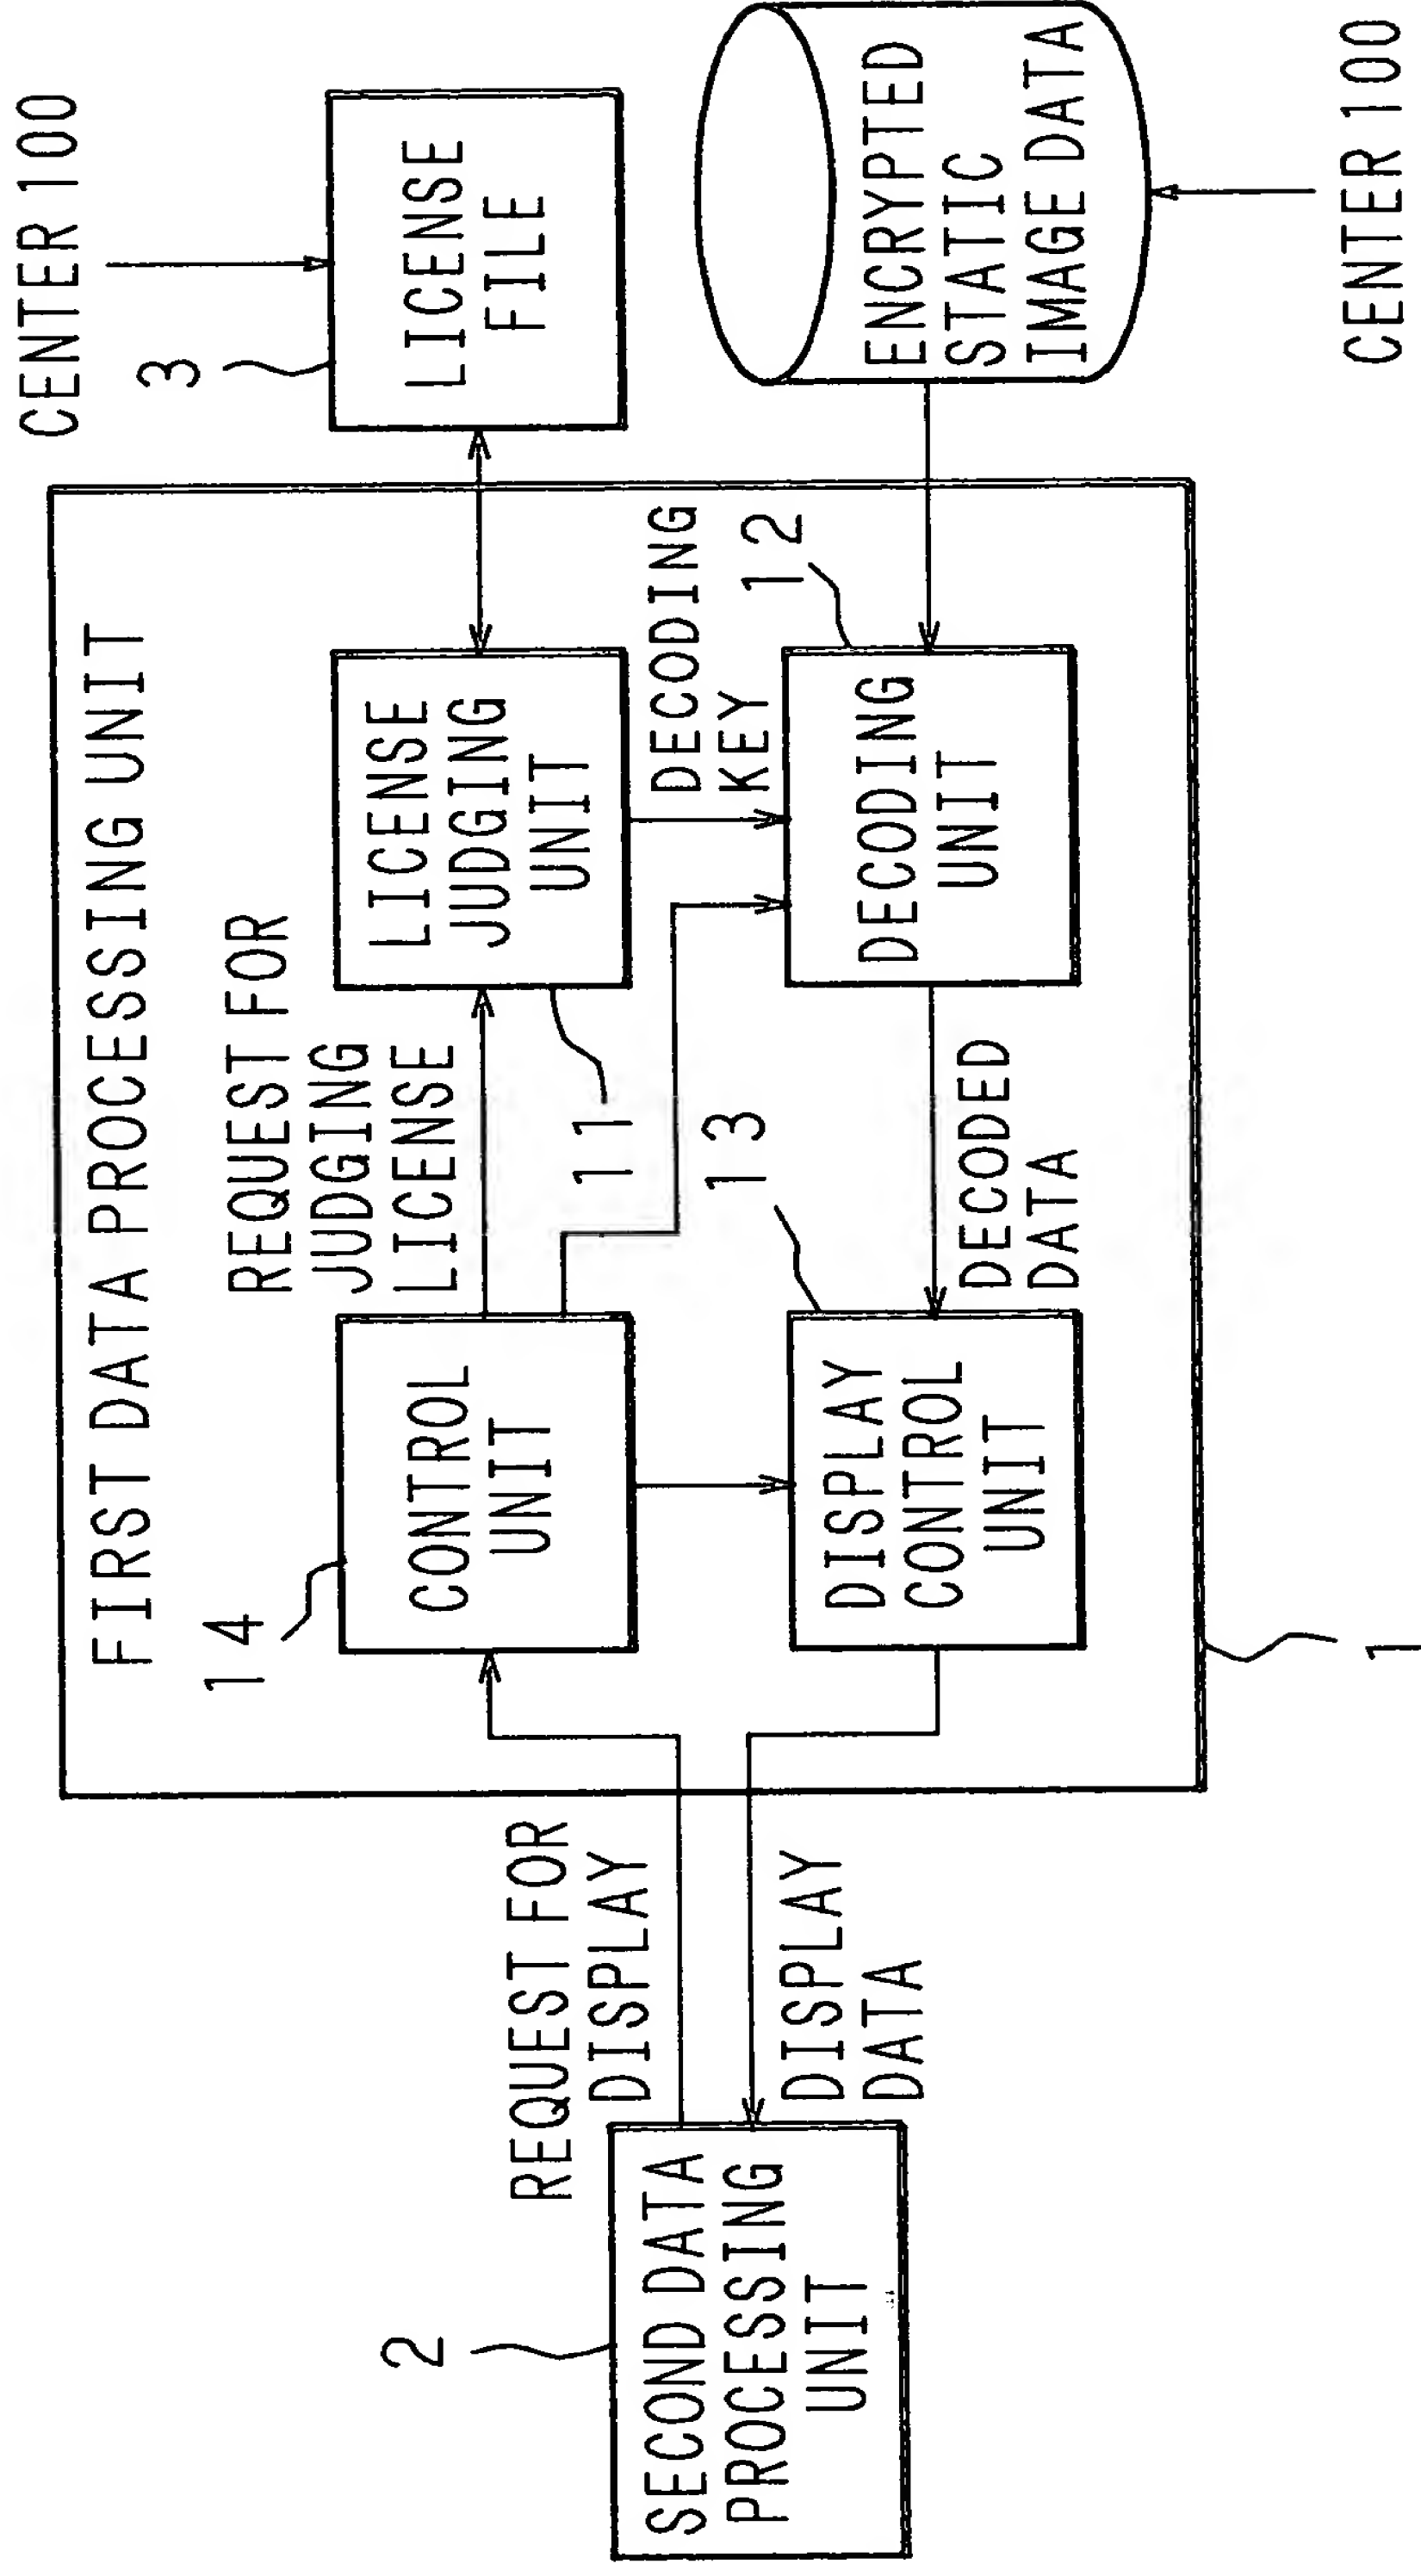 CENTER 100
3
LICENSE
FILE
ENCRYPTED
STATIC
IMAGE DATA
CENTER 100
FIRST DATA PROCESSING UNIT
REQUEST FOR
JUDGING
LICENSE
LICENSE
JUDGING
UNIT
11
DECODING
KEY
12
DECODING
UNIT
14
CONTROL
UNIT
13
DISPLAY
CONTROL
UNIT
DECODED
DATA
1
REQUEST FOR
DISPLAY
DISPLAY
DATA
2
SECOND DATA
PROCESSING
UNIT